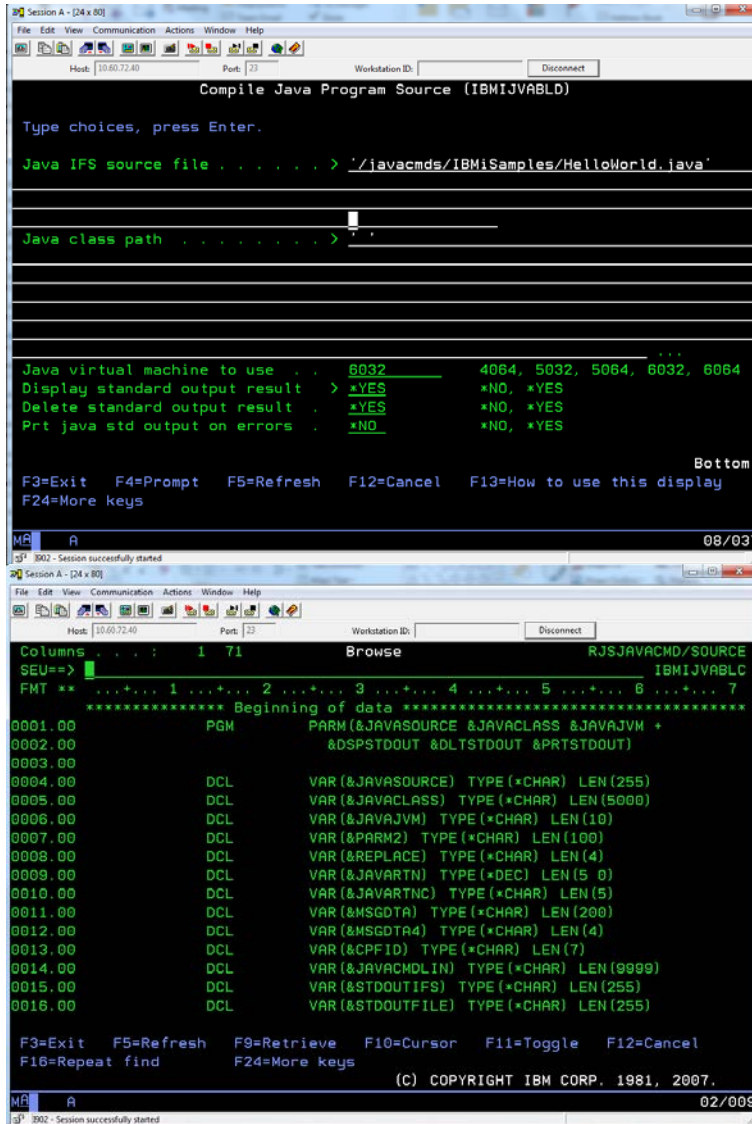 Session A - [24 x 80]
File Edit View Communication Actions Window Help
Host: 10.60.72.40 Port: 23 Workstation ID: Disconnect
Compile Java Program Source (IBMIJVABLD)
Type choices, press Enter.
Java IFS source file . . . . . . > '/javacmds/IBMiSamples/HelloWorld.java'
Java class path . . . . . . . . > ' '
...
Java virtual machine to use . . 6032 4064, 5032, 5064, 6032, 6064
Display standard output result > *YES *NO, *YES
Delete standard output result . *YES *NO, *YES
Prt java std output on errors . *NO *NO, *YES
Bottom
F3=Exit F4=Prompt F5=Refresh F12=Cancel F13=How to use this display
F24=More keys
MA A 08/037
I902 - Session successfully started
Session A - [24 x 80]
File Edit View Communication Actions Window Help
Host: 10.60.72.40 Port: 23 Workstation ID: Disconnect
Columns . . . : 1 71 Browse RJSJAVACMD/SOURCE
SEU==> IBMIJVABLC
FMT ** ...+... 1 ...+... 2 ...+... 3 ...+... 4 ...+... 5 ...+... 6 ...+... 7
*************** Beginning of data *************************************
0001.00 PGM PARM(&JAVASOURCE &JAVACLASS &JAVAJVM +
0002.00 &DSPSTDOUT &DLTSTDOUT &PRTSTDOUT)
0003.00
0004.00 DCL VAR(&JAVASOURCE) TYPE(*CHAR) LEN(255)
0005.00 DCL VAR(&JAVACLASS) TYPE(*CHAR) LEN(5000)
0006.00 DCL VAR(&JAVAJVM) TYPE(*CHAR) LEN(10)
0007.00 DCL VAR(&PARM2) TYPE(*CHAR) LEN(100)
0008.00 DCL VAR(&REPLACE) TYPE(*CHAR) LEN(4)
0009.00 DCL VAR(&JAVARTN) TYPE(*DEC) LEN(5 0)
0010.00 DCL VAR(&JAVARTNC) TYPE(*CHAR) LEN(5)
0011.00 DCL VAR(&MSGDTA) TYPE(*CHAR) LEN(200)
0012.00 DCL VAR(&MSGDTA4) TYPE(*CHAR) LEN(4)
0013.00 DCL VAR(&CPFID) TYPE(*CHAR) LEN(7)
0014.00 DCL VAR(&JAVACMDLIN) TYPE(*CHAR) LEN(9999)
0015.00 DCL VAR(&STDOUTIFS) TYPE(*CHAR) LEN(255)
0016.00 DCL VAR(&STDOUTFILE) TYPE(*CHAR) LEN(255)
F3=Exit F5=Refresh F9=Retrieve F10=Cursor F11=Toggle F12=Cancel
F16=Repeat find F24=More keys
(C) COPYRIGHT IBM CORP. 1981, 2007.
MA A 02/009
I902 - Session successfully started